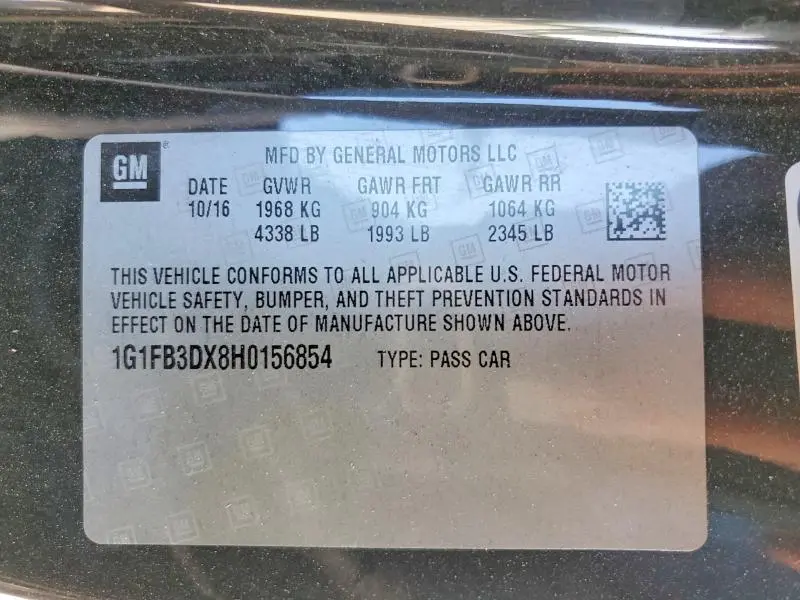 GM ®
MFD BY GENERAL MOTORS LLC
DATE GVWR GAWR FRT GAWR RR
10/16 1968 KG 904 KG 1064 KG
4338 LB 1993 LB 2345 LB
THIS VEHICLE CONFORMS TO ALL APPLICABLE U.S. FEDERAL MOTOR
VEHICLE SAFETY, BUMPER, AND THEFT PREVENTION STANDARDS IN
EFFECT ON THE DATE OF MANUFACTURE SHOWN ABOVE.
1G1FB3DX8H0156854 TYPE: PASS CAR